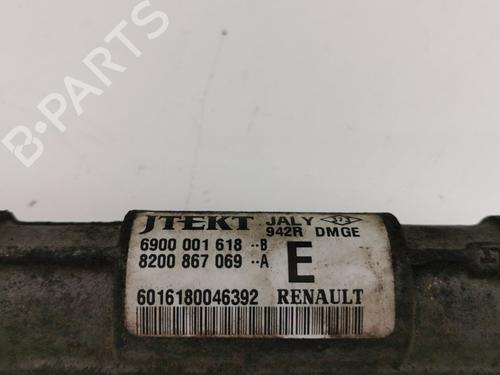 B-PARTS
JTEKT JALY
942R DMGE
6900 001 618 --B
8200 867 069 --A
E
6016180046392 RENAULT